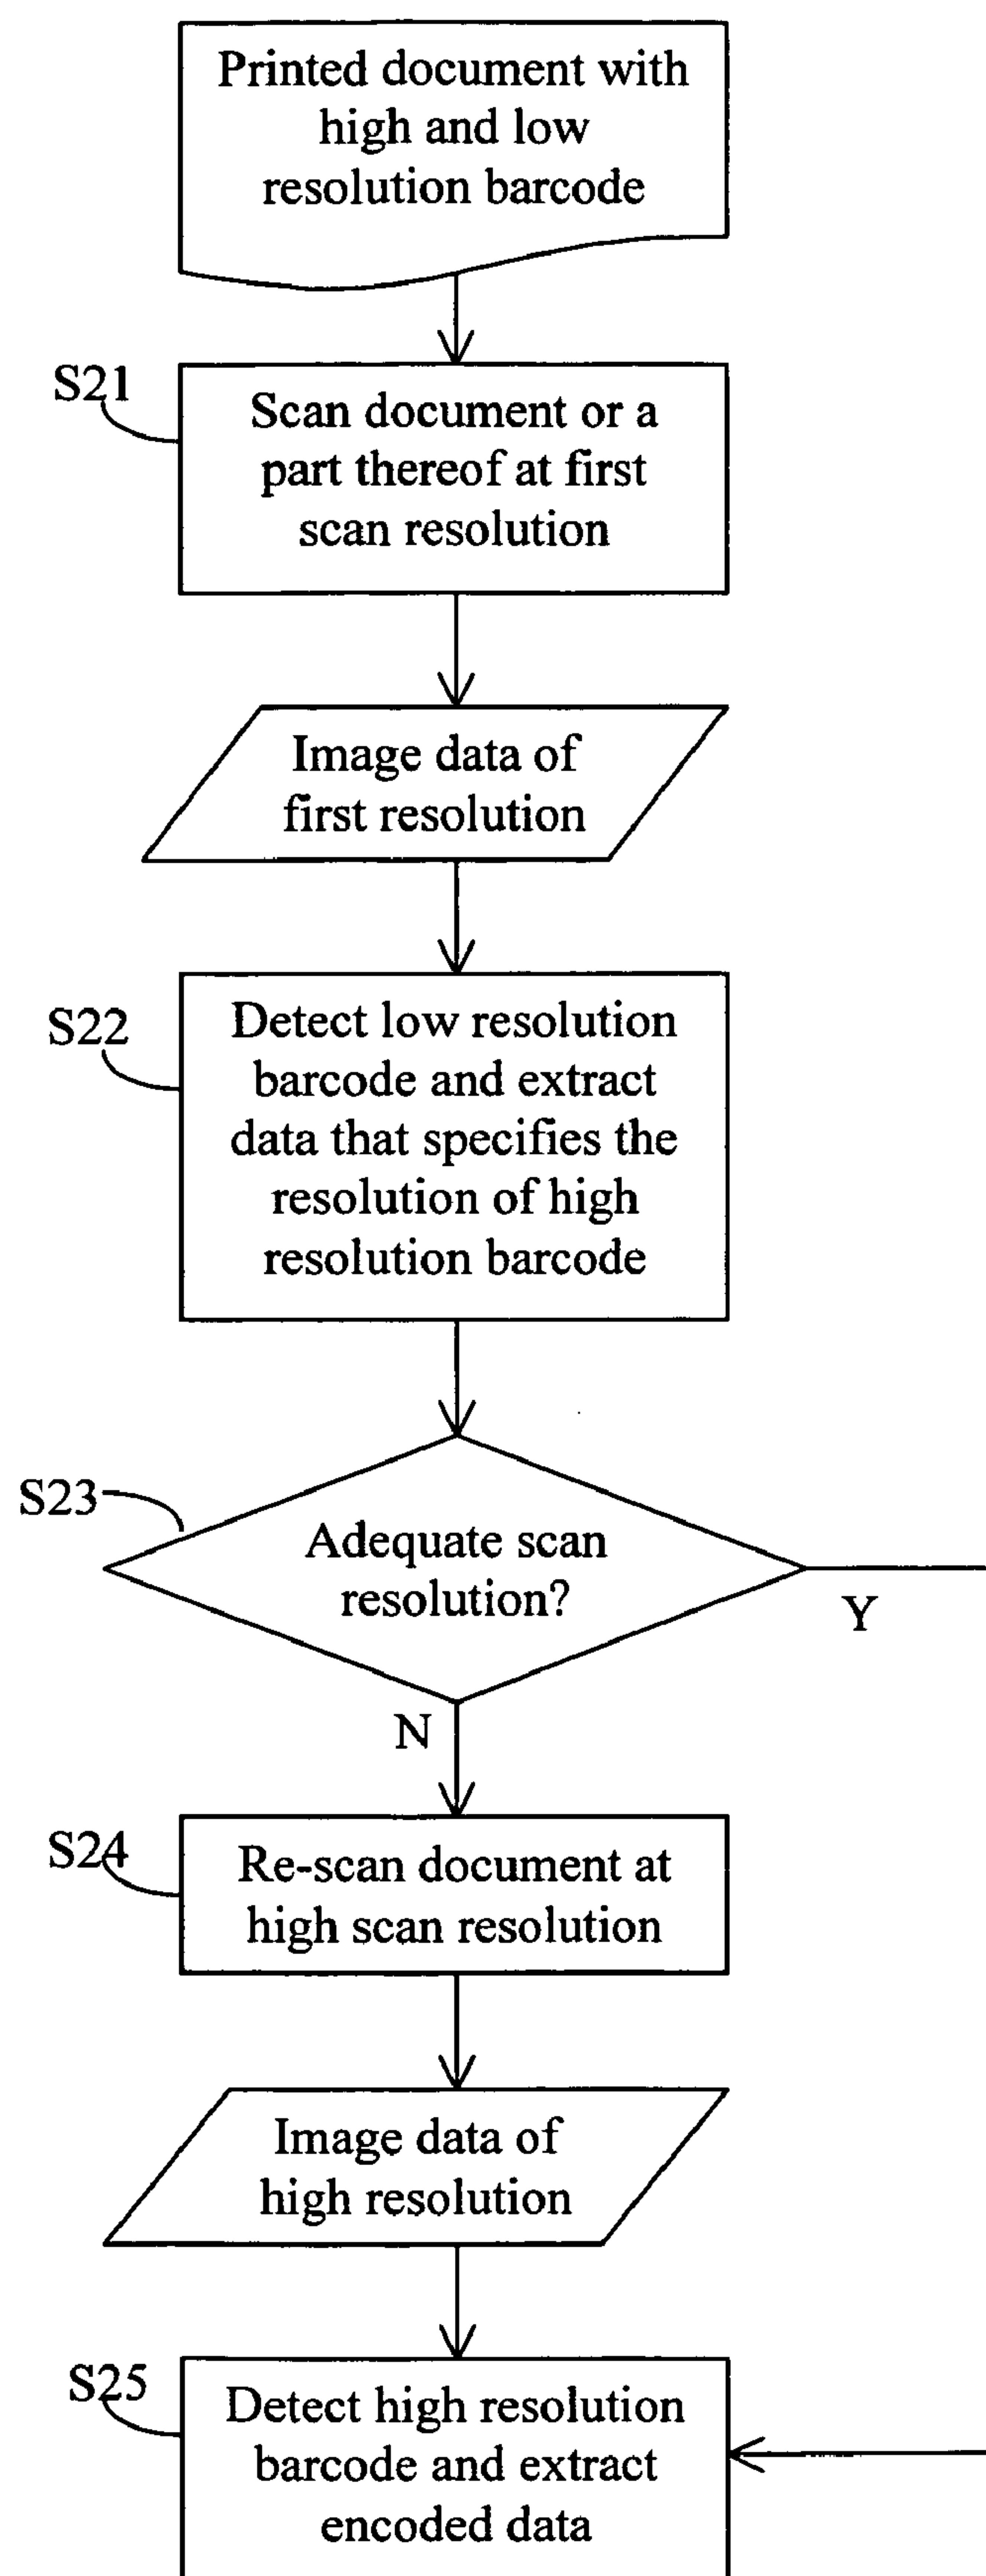 Printed document with
high and low
resolution barcode
S21
Scan document or a
part thereof at first
scan resolution
Image data of
first resolution
S22
Detect low resolution
barcode and extract
data that specifies the
resolution of high
resolution barcode
S23
Adequate scan
resolution?
Y
N
S24
Re-scan document at
high scan resolution
Image data of
high resolution
S25
Detect high resolution
barcode and extract
encoded data